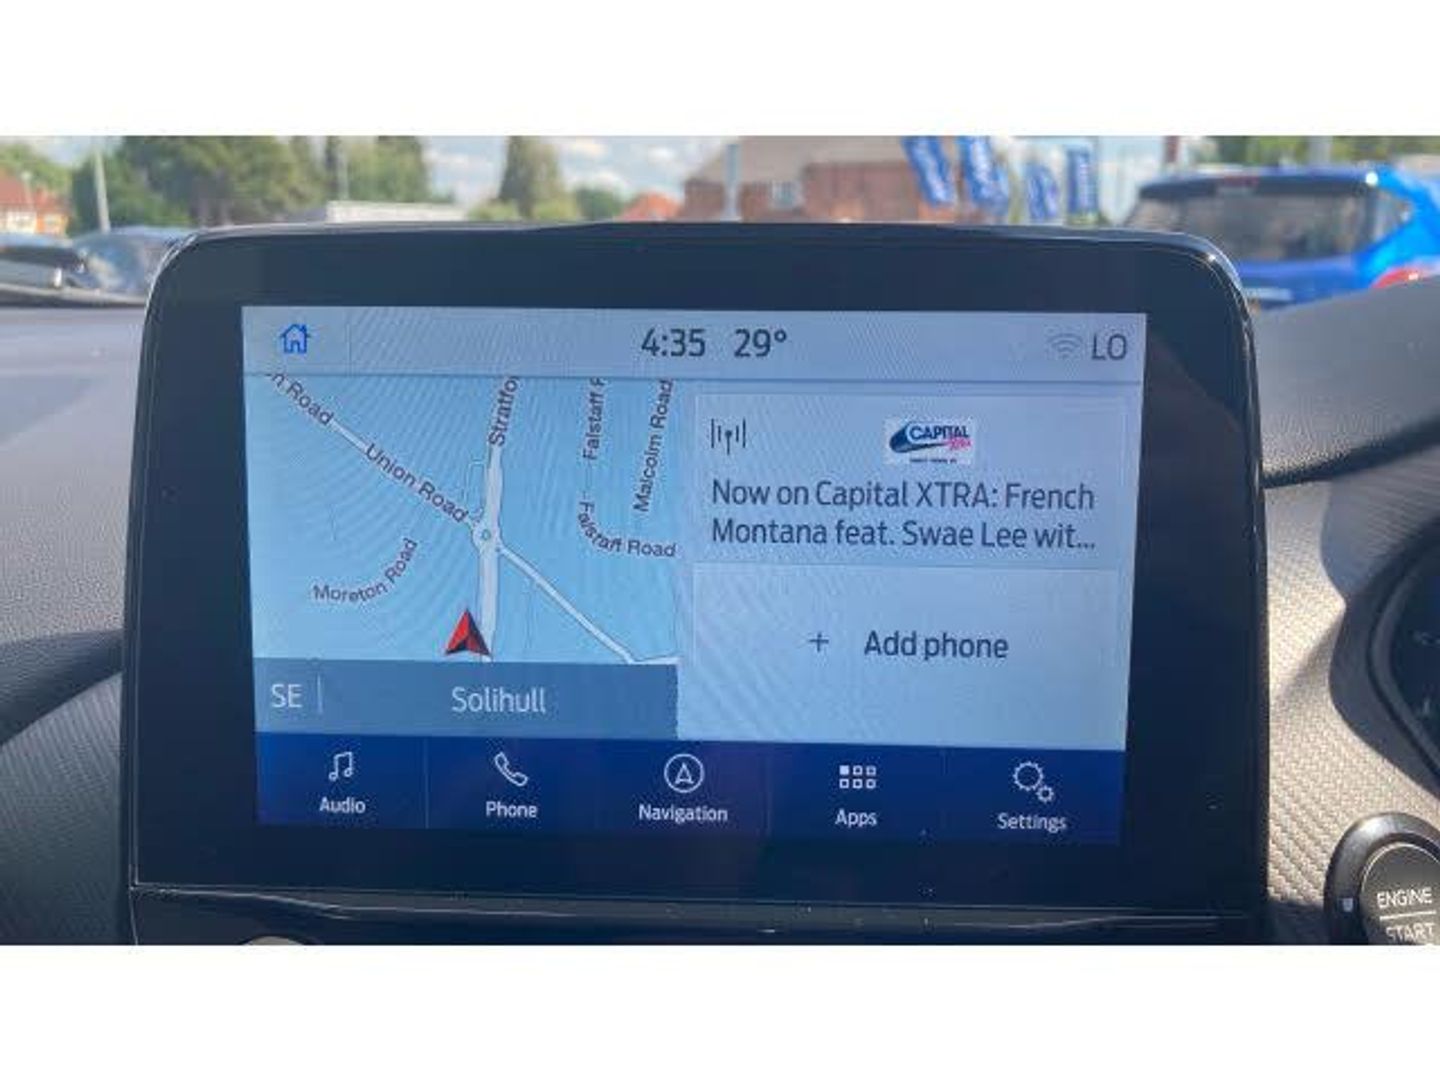 4:35 29°
LO
n Road
Stratfo
Falstaff R
Malcolm Road
Union Road
Falstaff Road
Moreton Road
CAPITAL
XTRA
Now on Capital XTRA: French
Montana feat. Swae Lee wit...
+ Add phone
SE
Solihull
Audio
Phone
Navigation
Apps
Settings
ENGINE
START